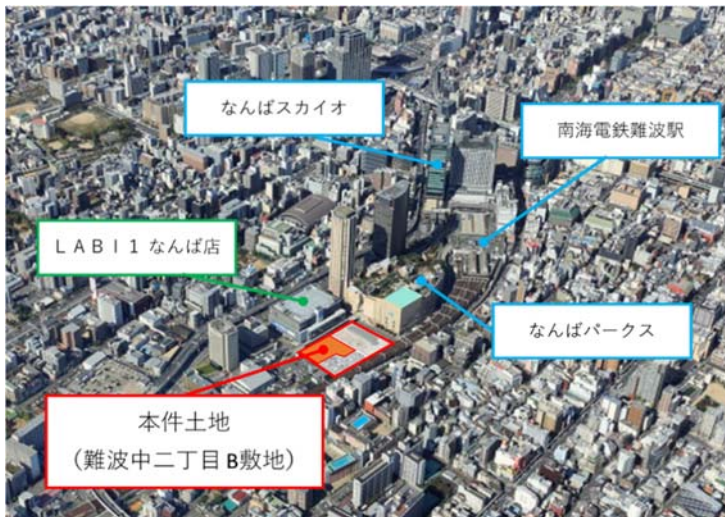 なんばスカイオ
南海電鉄難波駅
ＬＡＢＩ１なんば店
なんばパークス
本件土地
（難波中二丁目B敷地）